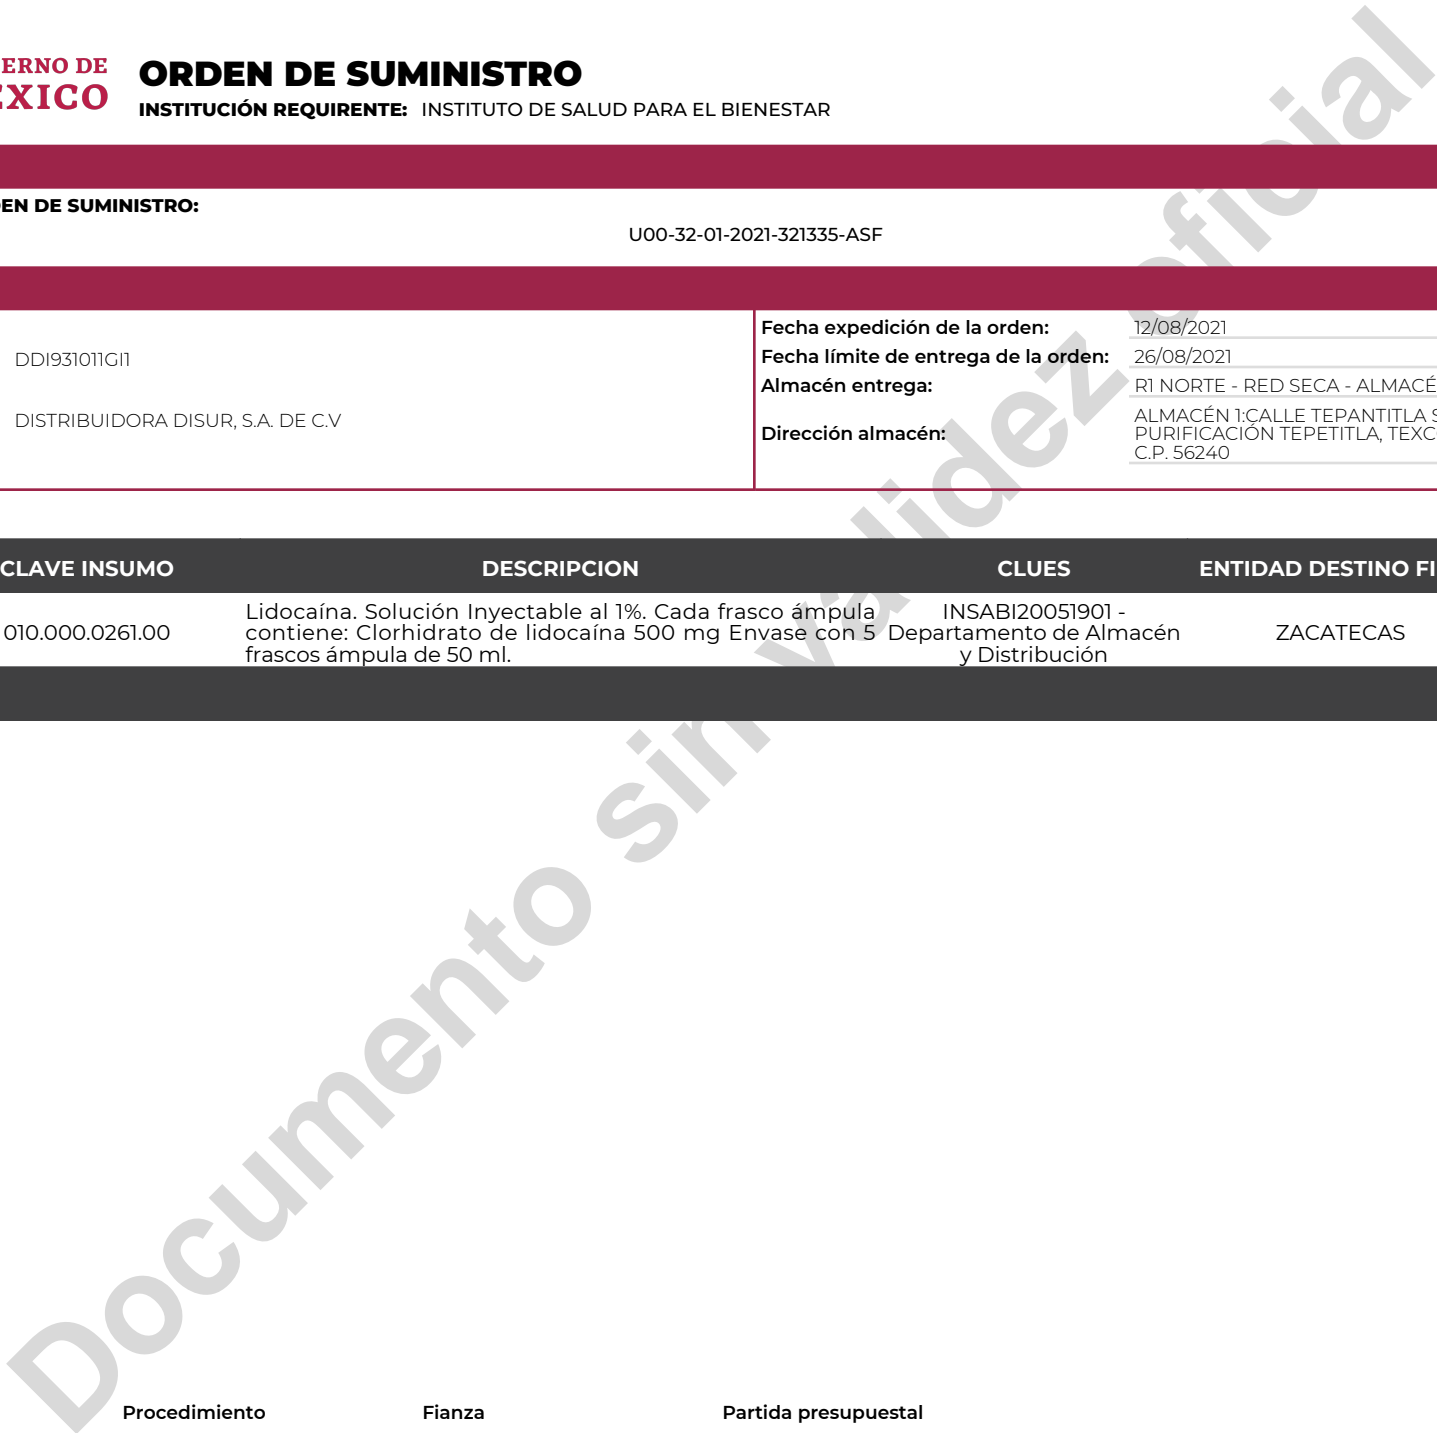 ERNO DE
EXICO
ORDEN DE SUMINISTRO
INSTITUCIÓN REQUIRENTE: INSTITUTO DE SALUD PARA EL BIENESTAR
EN DE SUMINISTRO:
U00-32-01-2021-321335-ASF
DDI931011GI1
DISTRIBUIDORA DISUR, S.A. DE C.V
Fecha expedición de la orden: 12/08/2021
Fecha límite de entrega de la orden: 26/08/2021
Almacén entrega: R1 NORTE - RED SECA - ALMACÉ
Dirección almacén: ALMACÉN 1:CALLE TEPANTITLA S
PURIFICACIÓN TEPETITLA, TEXC
C.P. 56240
CLAVE INSUMO DESCRIPCION CLUES ENTIDAD DESTINO FI
010.000.0261.00
Lidocaína. Solución Inyectable al 1%. Cada frasco ámpula
contiene: Clorhidrato de lidocaína 500 mg Envase con 5
frascos ámpula de 50 ml.
INSABI20051901 -
Departamento de Almacén
y Distribución
ZACATECAS
Documento sin validez oficial
Procedimiento Fianza Partida presupuestal